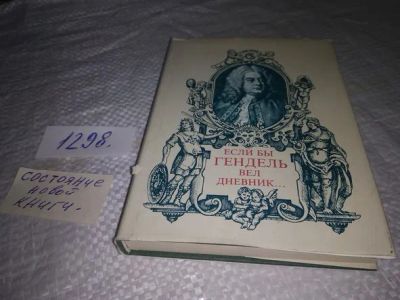 1298.
состояние
новой
книги.
ЕСЛИ БЫ
ГЕНДЕЛЬ
ВЕЛ
ДНЕВНИК...